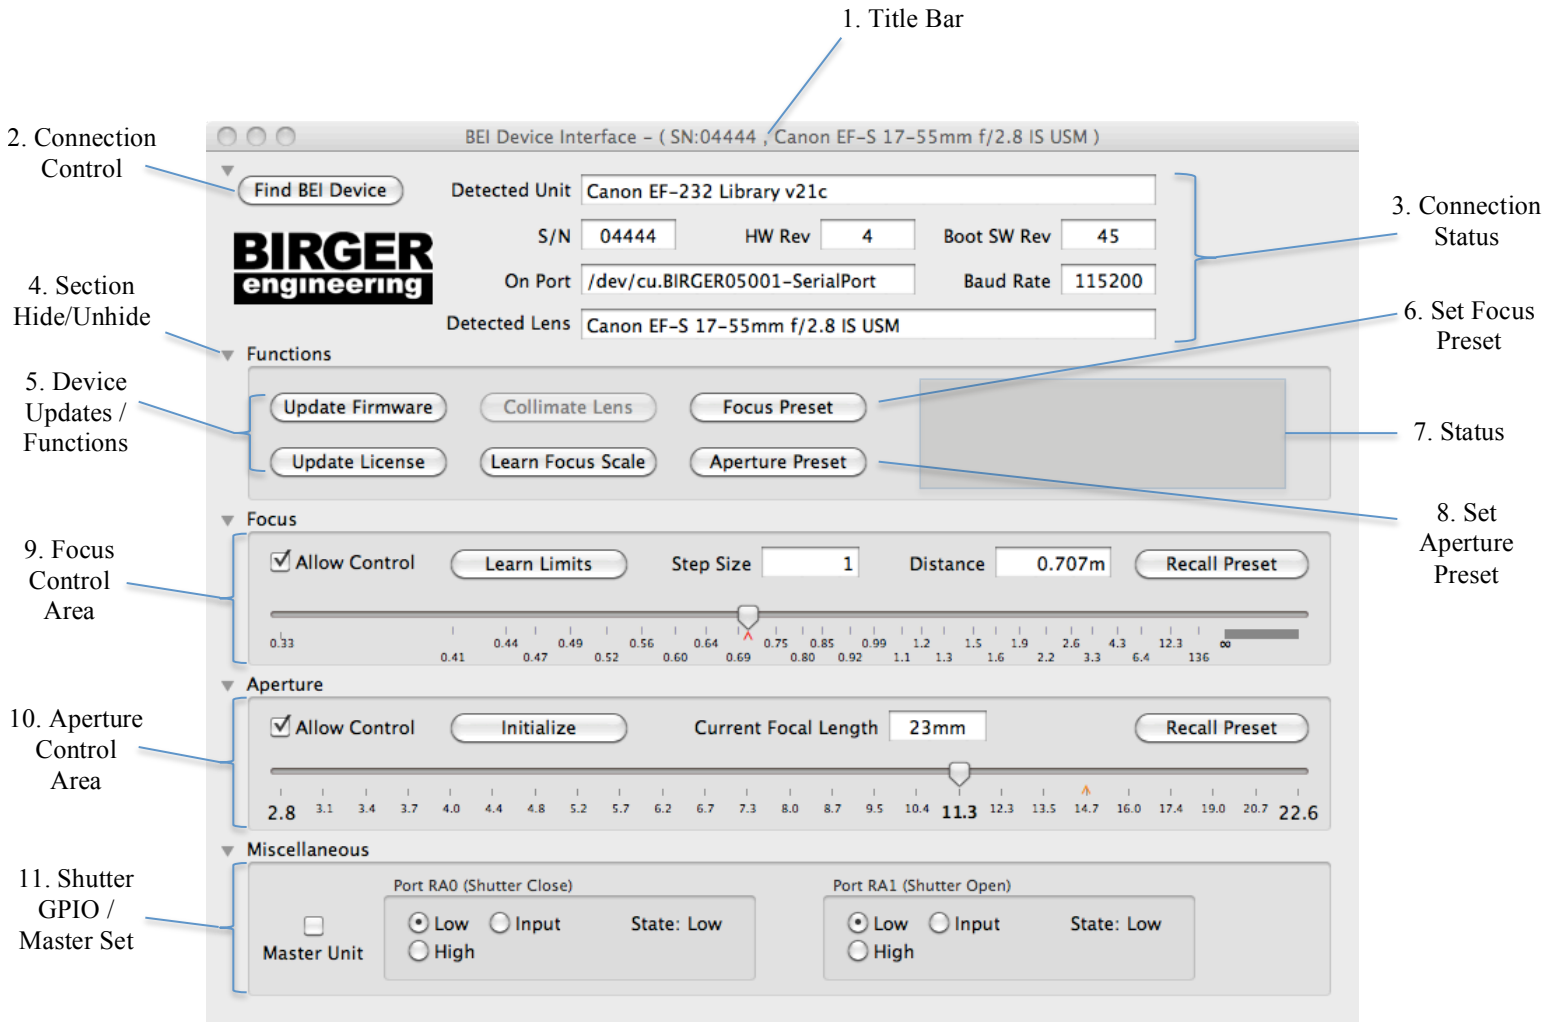 1. Title Bar
BEI Device Interface – ( SN:04444 , Canon EF–S 17–55mm f/2.8 IS USM )
2. Connection
Control
Find BEI Device
Detected Unit Canon EF–232 Library v21c
S/N 04444 HW Rev 4 Boot SW Rev 45
On Port /dev/cu.BIRGER05001–SerialPort Baud Rate 115200
Detected Lens Canon EF–S 17–55mm f/2.8 IS USM
BIRGER
engineering
3. Connection
Status
4. Section
Hide/Unhide
Functions
5. Device
Updates /
Functions
Update Firmware Collimate Lens Focus Preset
Update License Learn Focus Scale Aperture Preset
6. Set Focus
Preset
7. Status
8. Set
Aperture
Preset
Focus
9. Focus
Control
Area
Allow Control Learn Limits Step Size 1 Distance 0.707m Recall Preset
0.33 0.44 0.49 0.56 0.64 0.75 0.85 0.99 1.2 1.5 1.9 2.6 4.3 12.3 ∞
0.41 0.47 0.52 0.60 0.69 0.80 0.92 1.1 1.3 1.6 2.2 3.3 6.4 136
Aperture
10. Aperture
Control
Area
Allow Control Initialize Current Focal Length 23mm Recall Preset
2.8 3.1 3.4 3.7 4.0 4.4 4.8 5.2 5.7 6.2 6.7 7.3 8.0 8.7 9.5 10.4 11.3 12.3 13.5 14.7 16.0 17.4 19.0 20.7 22.6
Miscellaneous
11. Shutter
GPIO /
Master Set
Master Unit
Port RA0 (Shutter Close)
Low Input State: Low
High
Port RA1 (Shutter Open)
Low Input State: Low
High